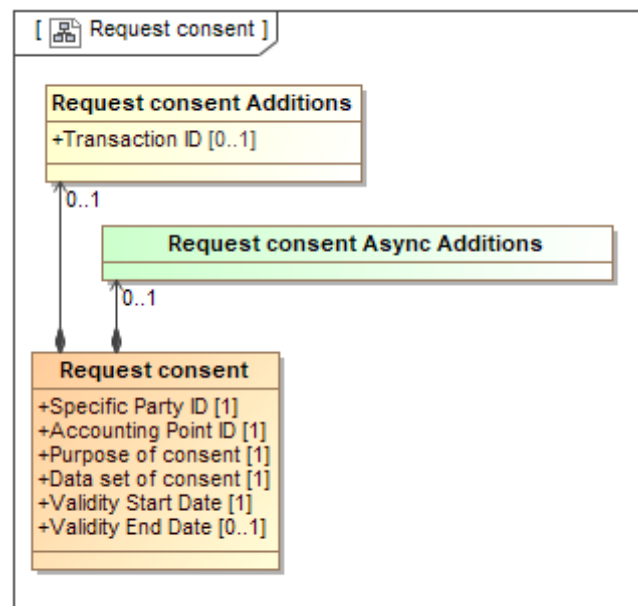 [ Request consent ]
Request consent Additions
+Transaction ID [0..1]
0..1
Request consent Async Additions
0..1
Request consent
+Specific Party ID [1]
+Accounting Point ID [1]
+Purpose of consent [1]
+Data set of consent [1]
+Validity Start Date [1]
+Validity End Date [0..1]